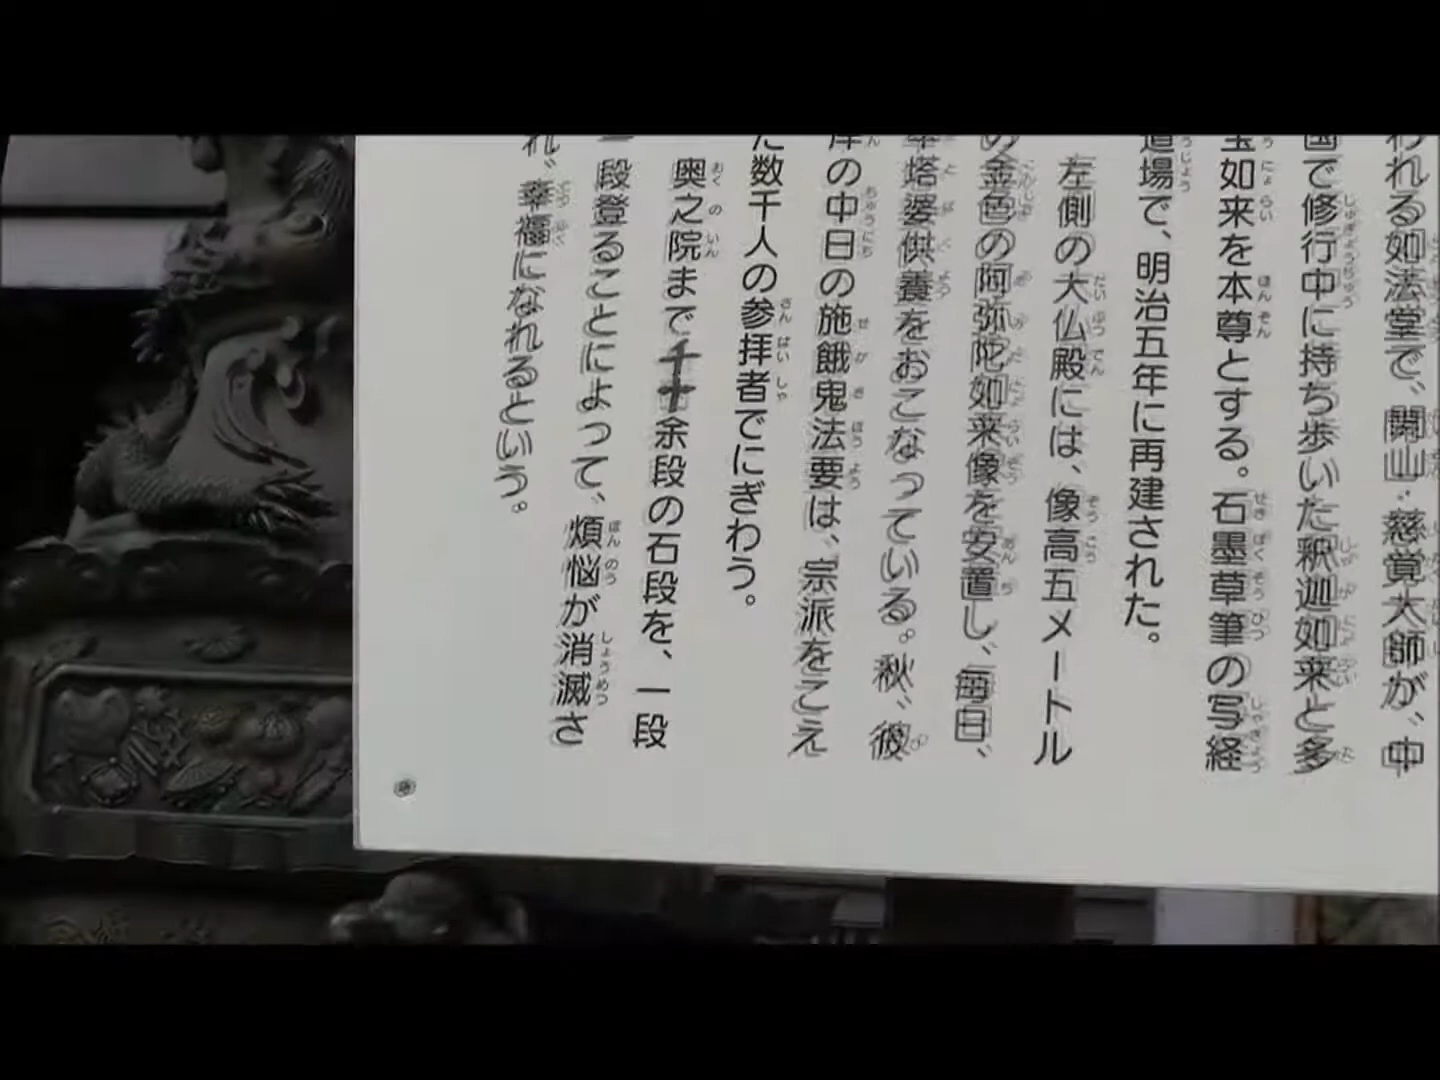 われる如法堂で、開山・慈覚大師が、中
国で修行中に持ち歩いた釈迦如来と多
宝如来を本尊とする。石墨草筆の写経
道場で、明治五年に再建された。
左側の大仏殿には、像高五メートル
の金色の阿弥陀如来像を安置し、毎日、
卒塔婆供養をおこなっている。秋、彼
岸の中日の施餓鬼法要は、宗派をこえ
た数千人の参拝者でにぎわう。
奥之院まで千十余段の石段を、一段
一段登ることによって、煩悩が消滅さ
れ、幸福になれるという。